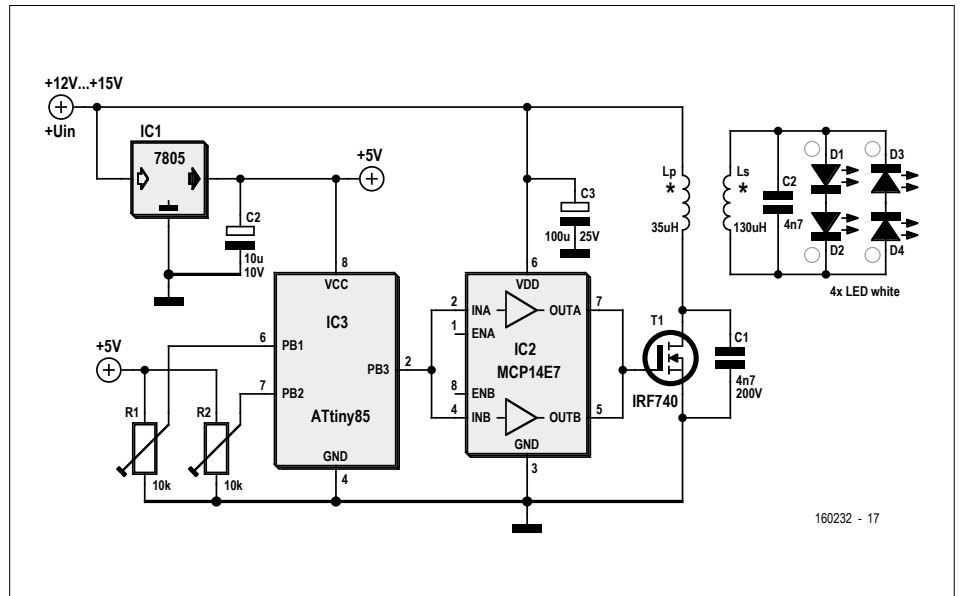 +12V...+15V
+Uin
IC1
7805
+5V
C2
10u
10V
C3
100u
25V
Lp
*
35uH
Ls
*
130uH
C2
4n7
D1
D2
D3
D4
4x LED white
8
VCC
IC3
ATtiny85
6
PB1
7
PB2
PB3
2
GND
4
+5V
R1
10k
R2
10k
6
VDD
2
INA
OUTA
7
1
ENA
IC2
MCP14E7
8
ENB
4
INB
OUTB
5
GND
3
T1
IRF740
C1
4n7
200V
160232 - 17